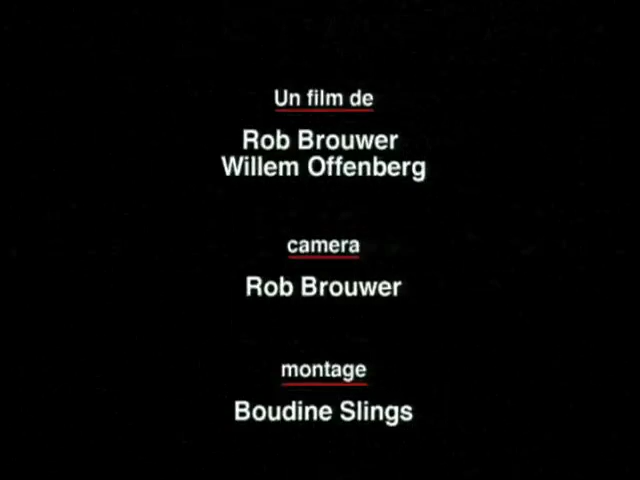 Un film de
Rob Brouwer
Willem Offenberg
camera
Rob Brouwer
montage
Boudine Slings